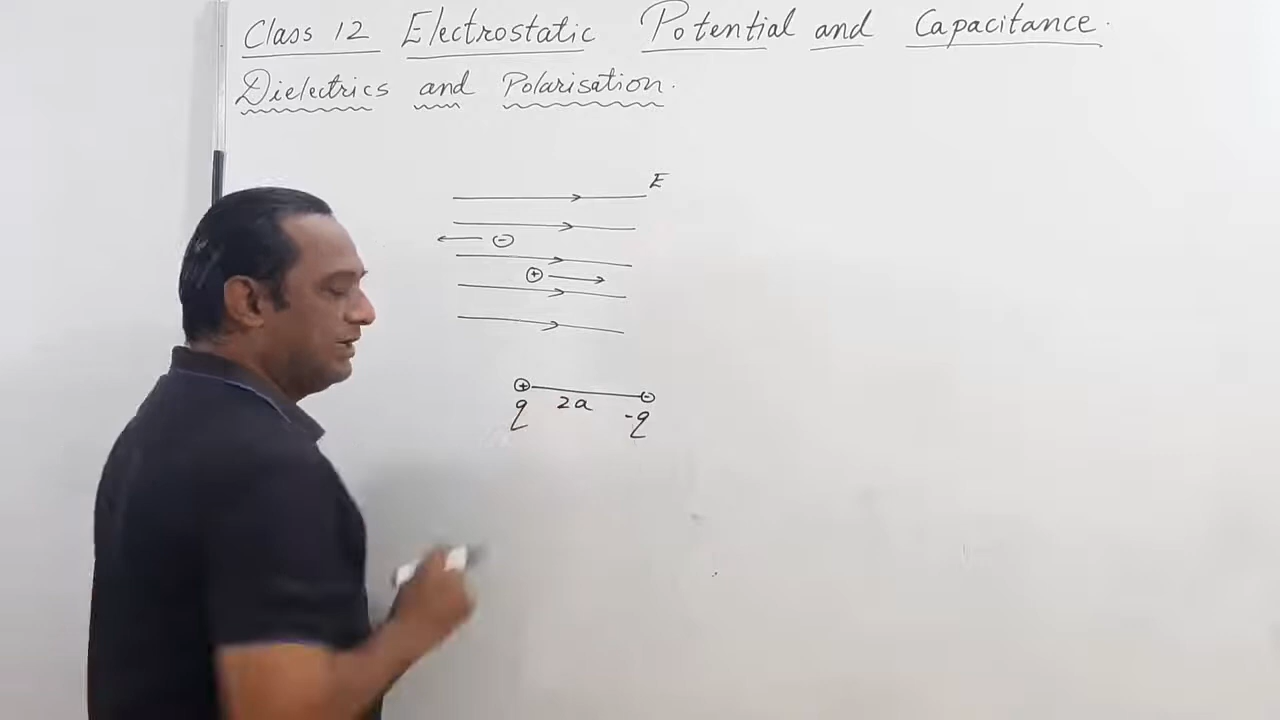 Class 12 Electrostatic Potential and Capacitance.
Dielectrics and Polarisation.
E
-
+
+ -
q 2a -q